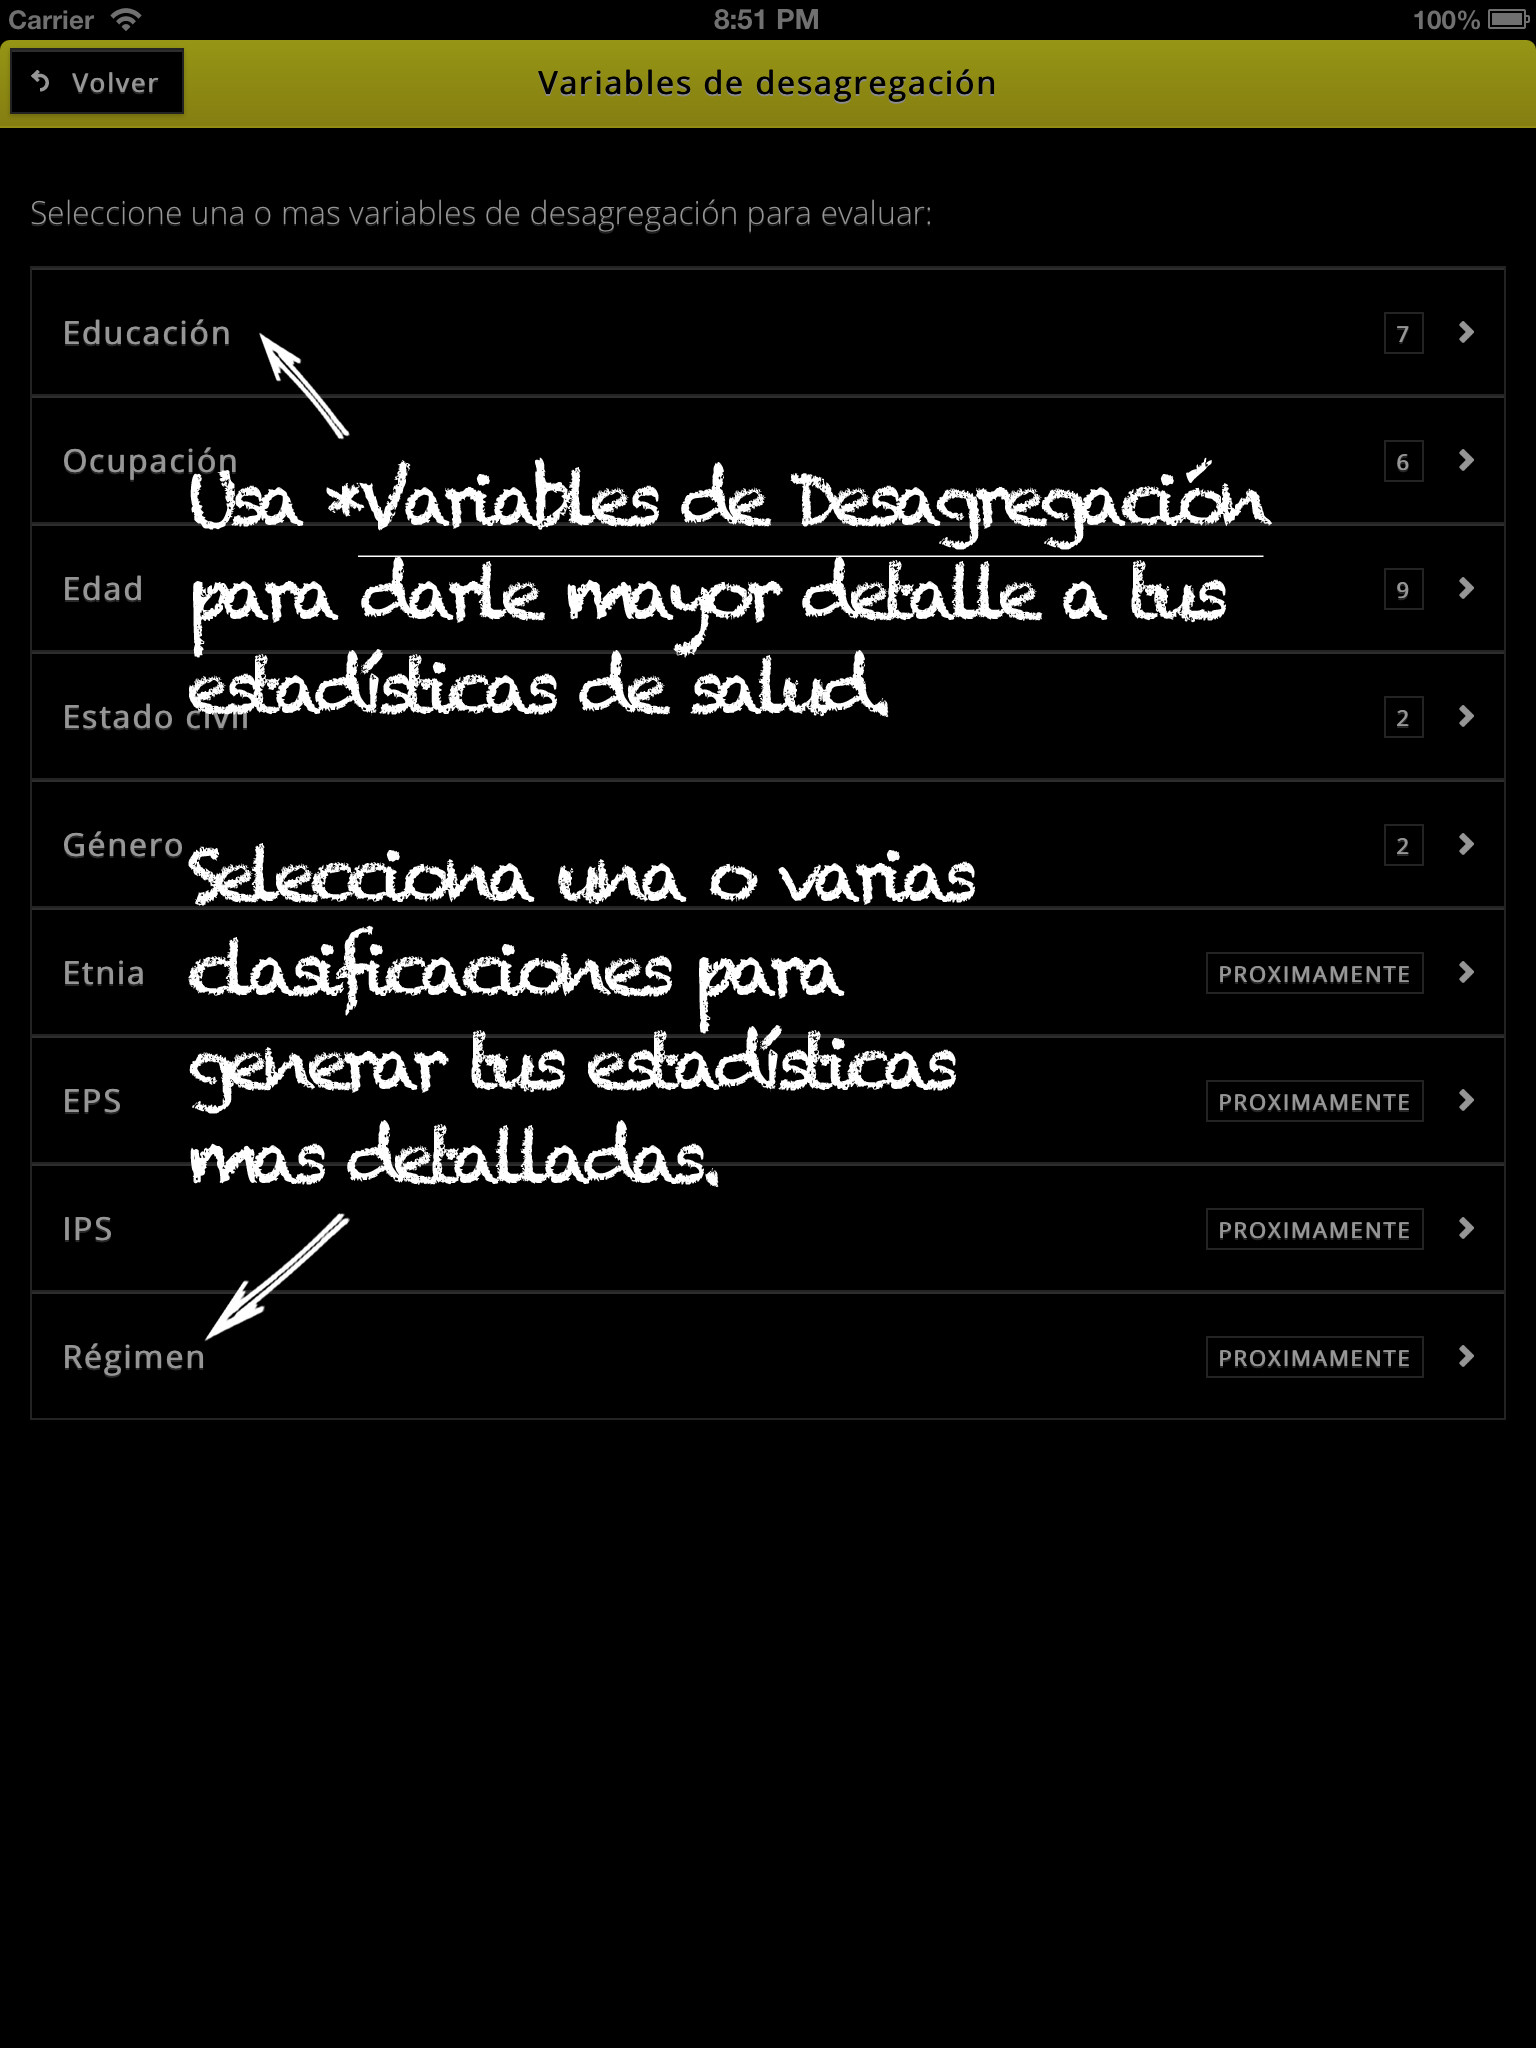 Carrier 8:51 PM 100%
Volver Variables de desagregación
Seleccione una o mas variables de desagregación para evaluar:
Educación 7
Ocupación 6
Usa *Variables de Desagregación
Edad 9
para darle mayor detalle a tus
estadísticas de salud.
Estado civil 2
Género 2
Selecciona una o varias
Etnia PROXIMAMENTE
clasificaciones para
generar tus estadísticas
EPS PROXIMAMENTE
mas detalladas.
IPS PROXIMAMENTE
Régimen PROXIMAMENTE